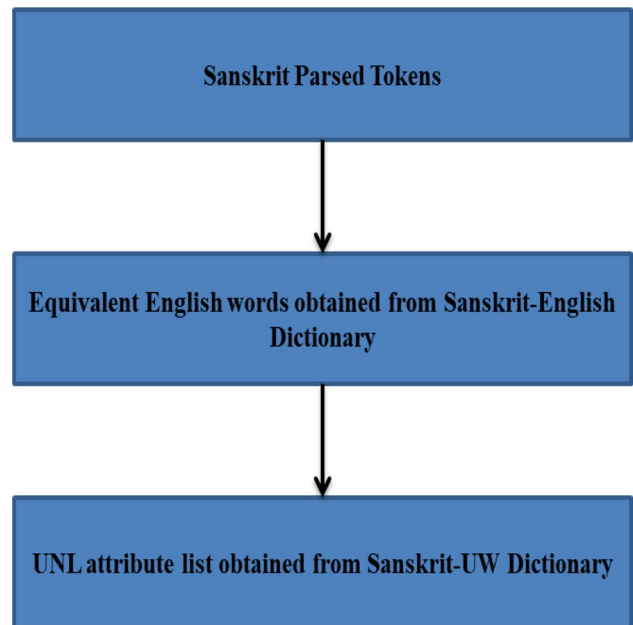 Sanskrit Parsed Tokens
Equivalent English words obtained from Sanskrit-English
Dictionary
UNL attribute list obtained from Sanskrit-UW Dictionary